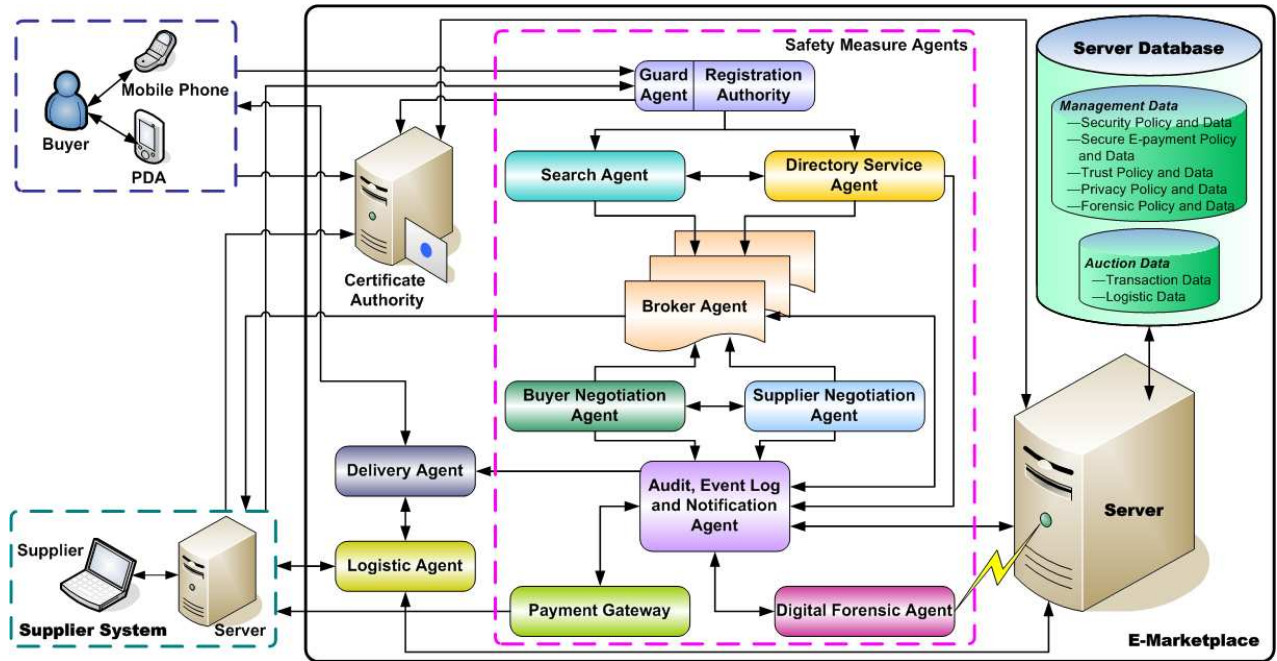 Mobile Phone
Buyer
PDA
Certificate
Authority
Safety Measure Agents
Guard
Agent
Registration
Authority
Search Agent
Directory Service
Agent
Broker Agent
Buyer Negotiation
Agent
Supplier Negotiation
Agent
Delivery Agent
Audit, Event Log
and Notification
Agent
Logistic Agent
Payment Gateway
Digital Forensic Agent
Supplier
Supplier System
Server
Server Database
Management Data
—Security Policy and Data
—Secure E-payment Policy
and Data
—Trust Policy and Data
—Privacy Policy and Data
—Forensic Policy and Data
Auction Data
—Transaction Data
—Logistic Data
Server
E-Marketplace